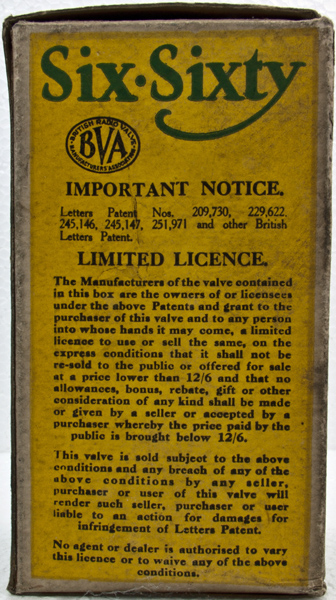 Six·Sixty
BRITISH RADIO VALVE
BVA
MANUFACTURERS ASSOCIATION
IMPORTANT NOTICE.
Letters Patent Nos. 209,730, 229,622.
245,146, 245,147, 251,971 and other British
Letters Patent.
LIMITED LICENCE.
The Manufacturers of the valve contained
in this box are the owners of or licensees
under the above Patents and grant to the
purchaser of this valve and to any person
into whose hands it may come, a limited
licence to use or sell the same, on the
express conditions that it shall not be
re-sold to the public or offered for sale
at a price lower than 12/6 and that no
allowances, bonus, rebate, gift or other
consideration of any kind shall be made
or given by a seller or accepted by a
purchaser whereby the price paid by the
public is brought below 12/6.
This valve is sold subject to the above
conditions and any breach of any of the
above conditions by any seller,
purchaser or user of this valve will
render such seller, purchaser or user
liable to an action for damages for
infringement of Letters Patent.
No agent or dealer is authorised to vary
this licence or to waive any of the above
conditions.